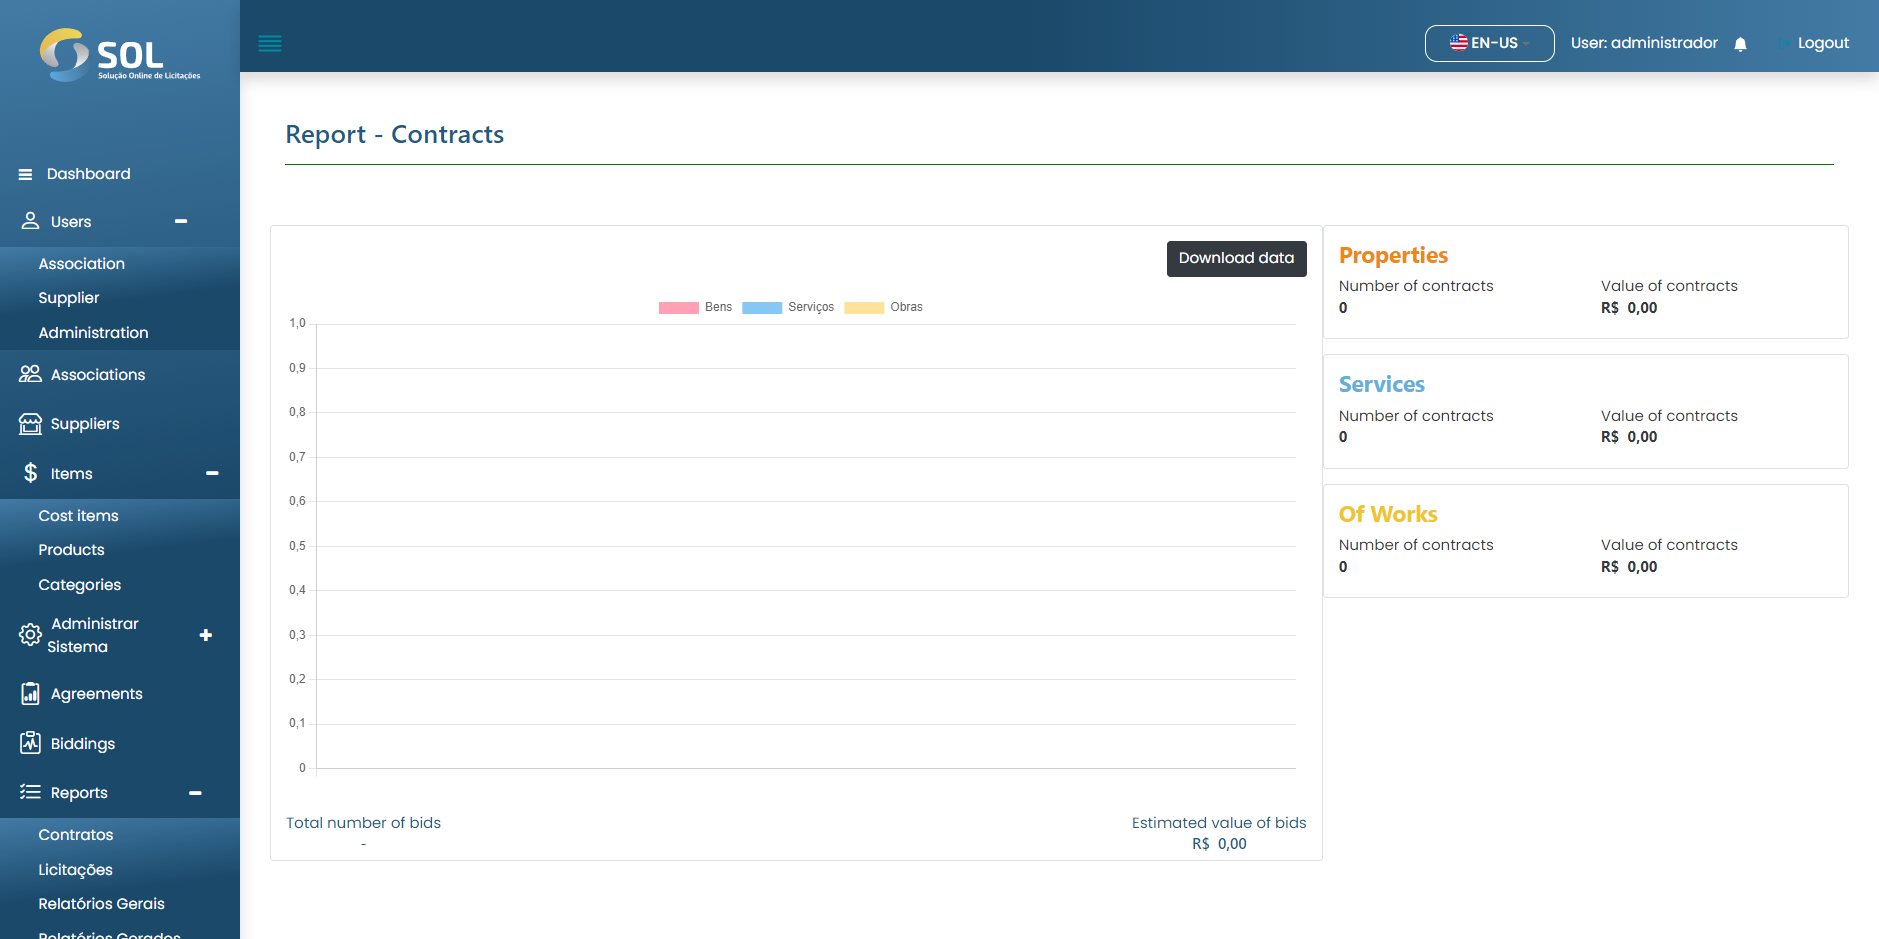 SOL
Solução Online de Licitações
EN-US
User: administrador
Logout
Dashboard
Users
Association
Supplier
Administration
Associations
Suppliers
Items
Cost items
Products
Categories
Administrar
Sistema
Agreements
Biddings
Reports
Contratos
Licitações
Relatórios Gerais
Relatórios Gerados
Report - Contracts
Download data
Bens Serviços Obras
1,0
0,9
0,8
0,7
0,6
0,5
0,4
0,3
0,2
0,1
0
Total number of bids
-
Estimated value of bids
R$ 0,00
Properties
Number of contracts Value of contracts
0 R$ 0,00
Services
Number of contracts Value of contracts
0 R$ 0,00
Of Works
Number of contracts Value of contracts
0 R$ 0,00